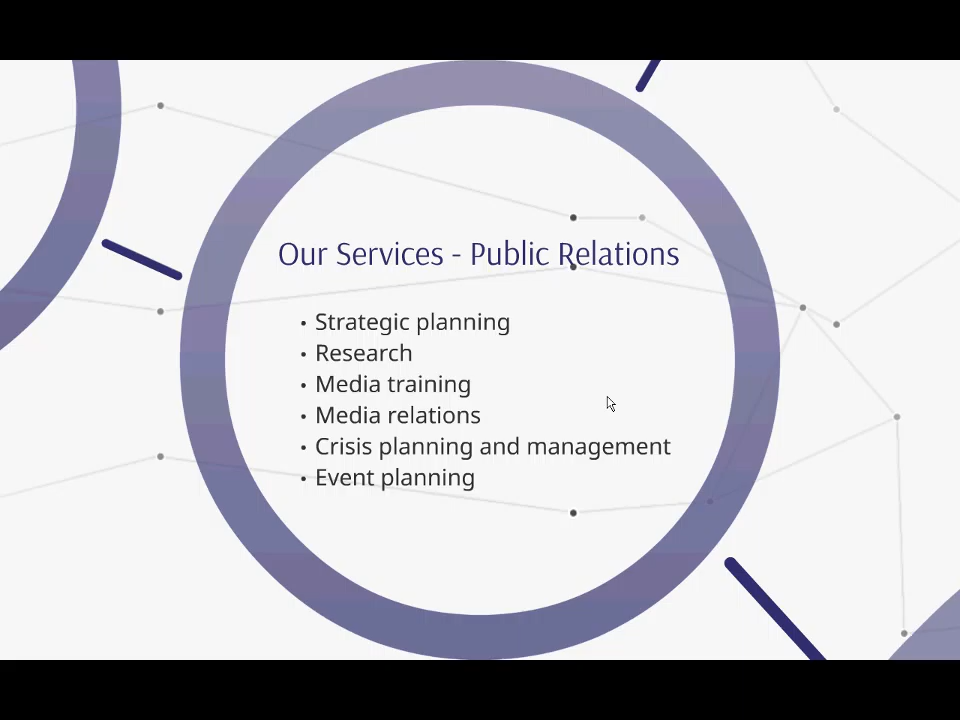 Our Services - Public Relations
• Strategic planning
• Research
• Media training
• Media relations
• Crisis planning and management
• Event planning